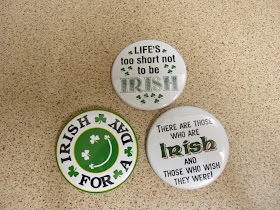 LIFE'S
too short not
to be
IRISH
IRISH FOR A DAY
THERE ARE THOSE
WHO ARE
IRISH
AND
THOSE WHO WISH
THEY WERE!